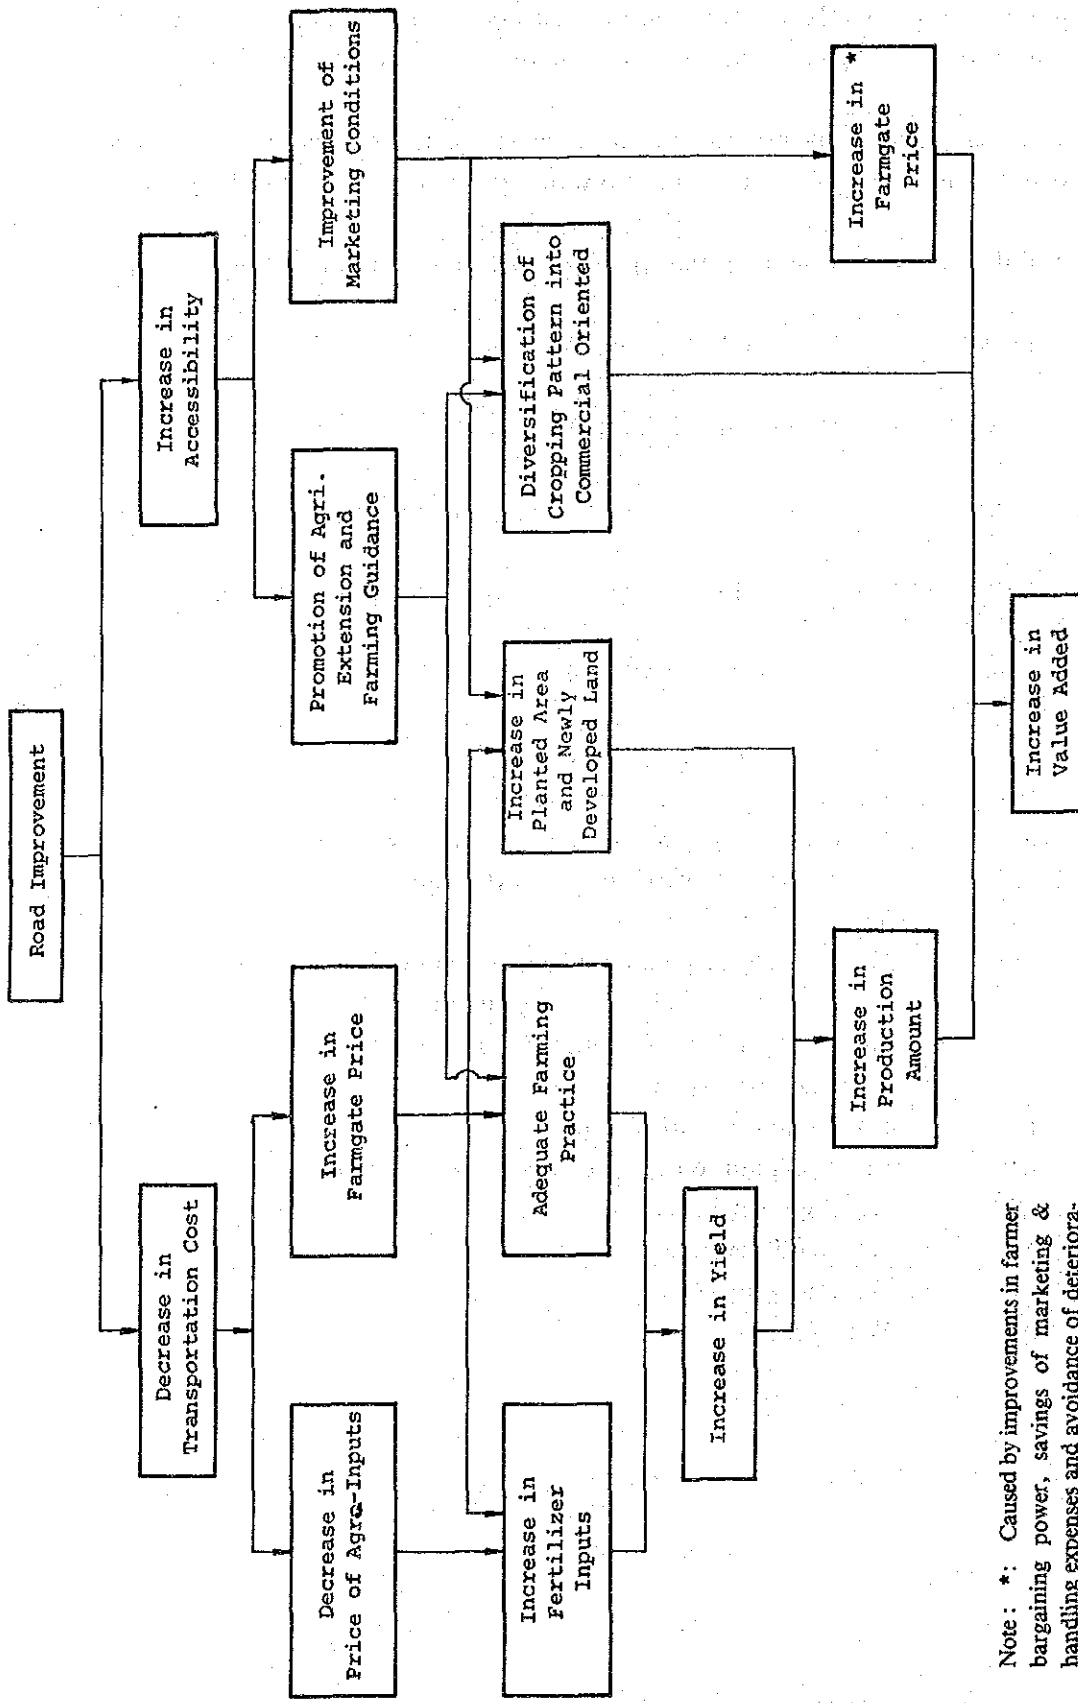 Road Improvement
Decrease in
Transportation Cost
Increase in
Accessibility
Decrease in
Price of Agro-Inputs
Increase in
Farmgate Price
Promotion of Agri.
Extension and
Farming Guidance
Improvement of
Marketing Conditions
Increase in
Fertilizer
Inputs
Adequate Farming
Practice
Increase in
Planted Area
and Newly
Developed Land
Diversification of
Cropping Pattern into
Commercial Oriented
Increase in Yield
Increase in
Production
Amount
Increase in *
Farmgate
Price
Increase in
Value Added
Note : *: Caused by improvements in farmer
bargaining power, savings of marketing &
handling expenses and avoidance of deteriora-